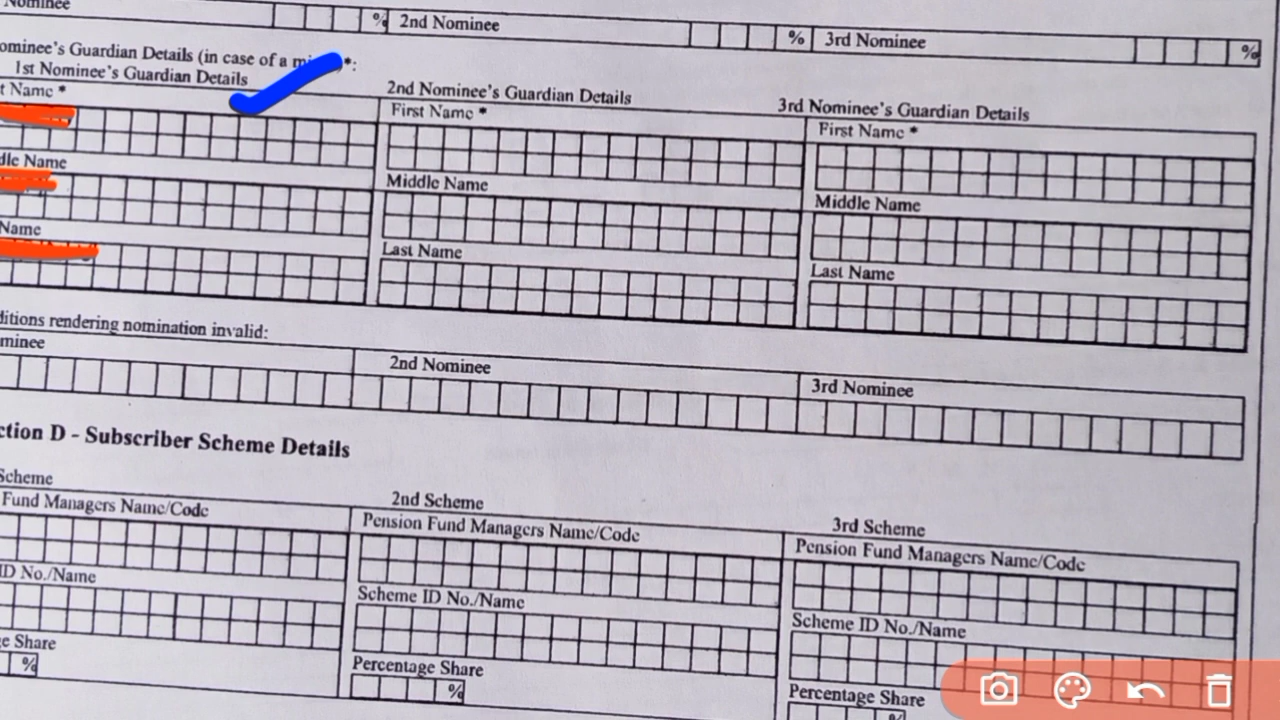 Nominee
% 2nd Nominee % 3rd Nominee %
ominee's Guardian Details (in case of a *:
1st Nominee's Guardian Details 2nd Nominee's Guardian Details 3rd Nominee's Guardian Details
t Name * First Name * First Name *
dle Name Middle Name Middle Name
Name Last Name Last Name
ditions rendering nomination invalid:
minee 2nd Nominee 3rd Nominee
ction D - Subscriber Scheme Details
Scheme 2nd Scheme 3rd Scheme
Fund Managers Name/Code Pension Fund Managers Name/Code Pension Fund Managers Name/Code
ID No./Name Scheme ID No./Name Scheme ID No./Name
e Share Percentage Share Percentage Share
% % %